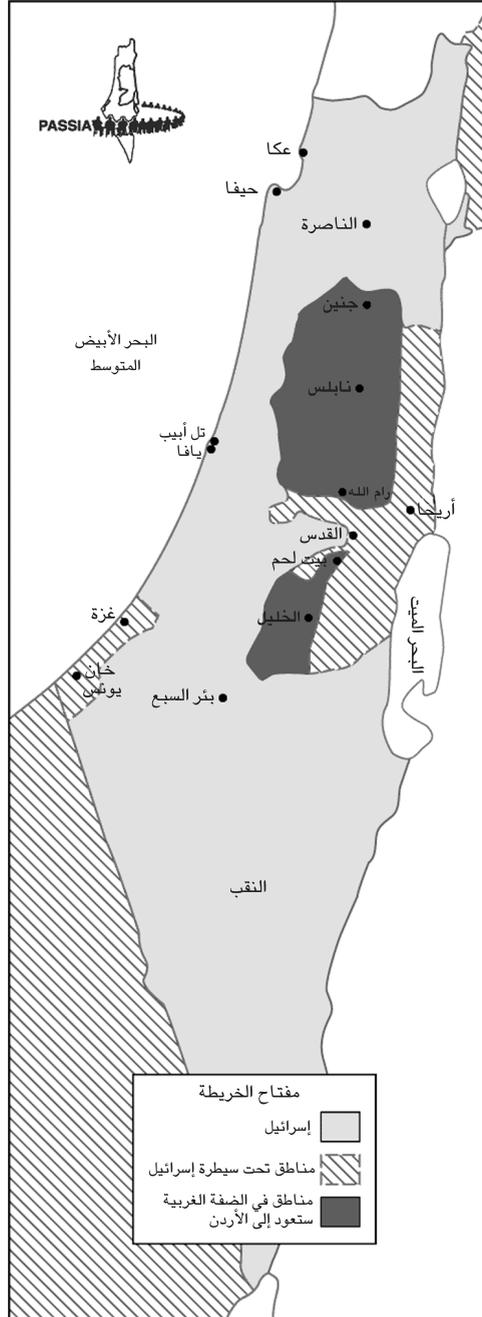 PASSIA
عكا
حيفا
الناصرة
جنين
البحر الأبيض
المتوسط
نابلس
تل أبيب
يافا
رام الله
أريحا
القدس
بيت لحم
البحر الميت
الخليل
غزة
خان
يونس
بئر السبع
النقب
مفتاح الخريطة
إسرائيل
مناطق تحت سيطرة إسرائيل
مناطق في الضفة الغربية
ستعود إلى الأردن